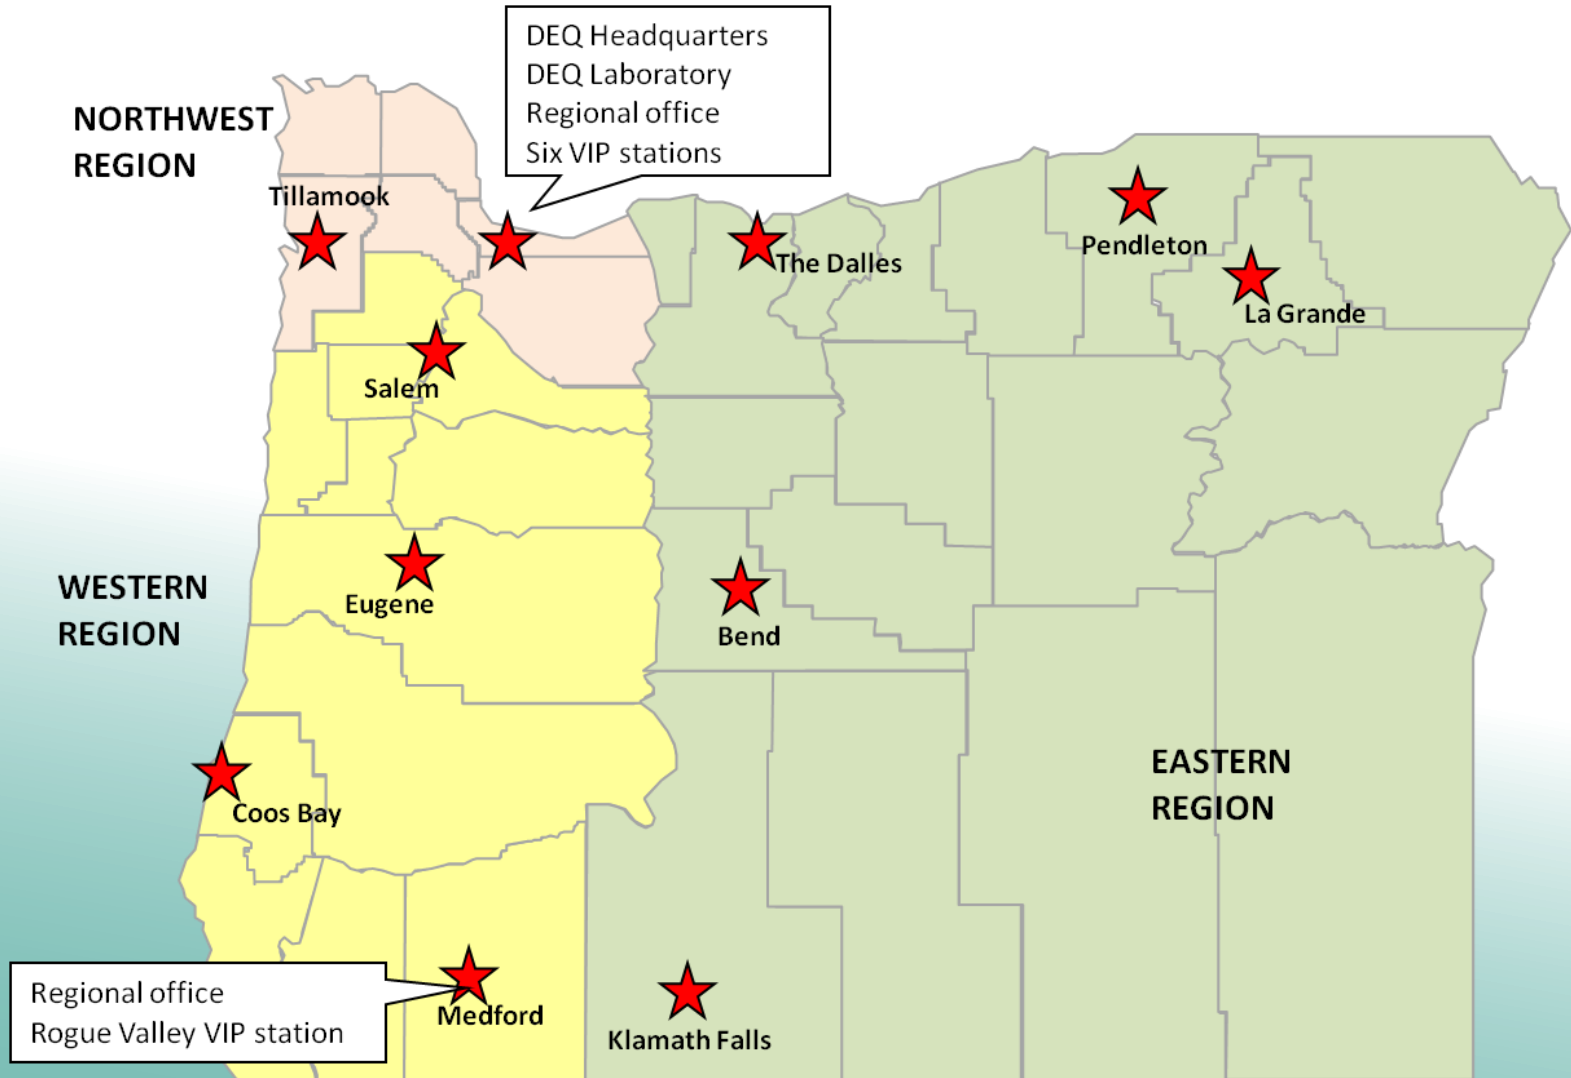 DEQ Headquarters
DEQ Laboratory
Regional office
Six VIP stations
NORTHWEST
REGION
Tillamook
The Dalles
Pendleton
La Grande
Salem
WESTERN
REGION
Eugene
Bend
EASTERN
REGION
Coos Bay
Regional office
Rogue Valley VIP station
Medford
Klamath Falls